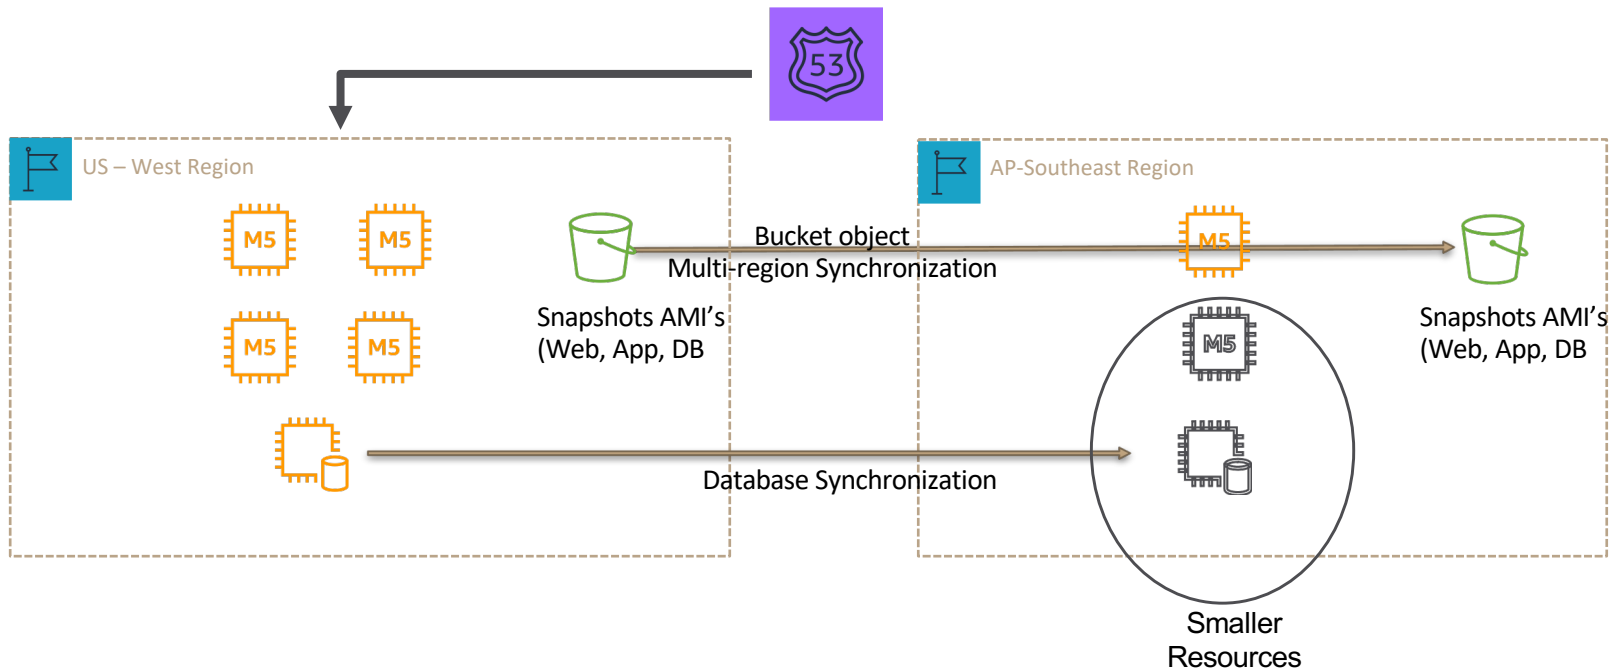 53
US – West Region
AP-Southeast Region
M5
M5
M5
Bucket object
Multi-region Synchronization
Snapshots AMI’s
(Web, App, DB
Snapshots AMI’s
(Web, App, DB
M5
M5
M5
Database Synchronization
Smaller
Resources